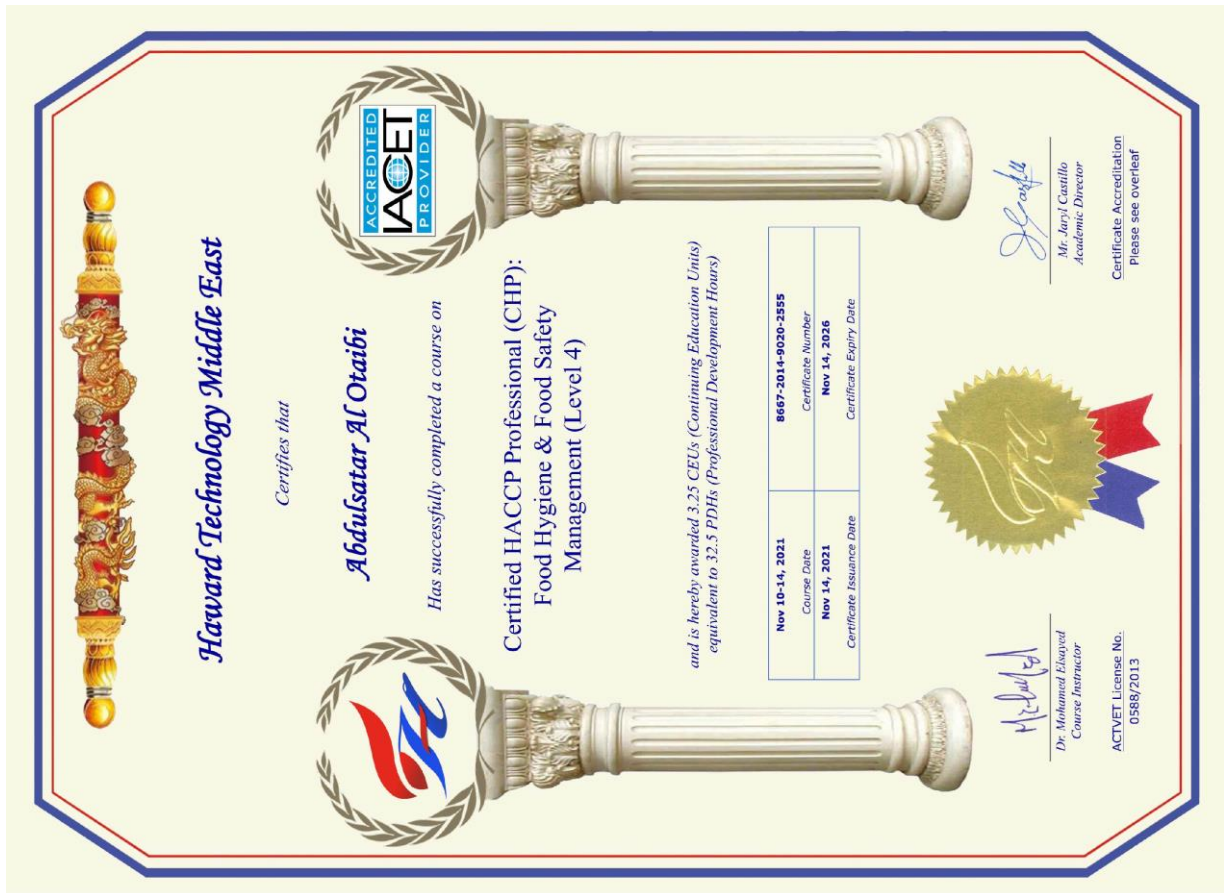 Haward Technology Middle East
Certifies that
Abdulsatar Al Otaibi
Has successfully completed a course on
ACCREDITED
IACET
PROVIDER
Certified HACCP Professional (CHP):
Food Hygiene & Food Safety
Management (Level 4)
and is hereby awarded 3.25 CEUs (Continuing Education Units)
equivalent to 32.5 PDHs (Professional Development Hours)
Nov 10-14, 2021
Course Date
8667-2014-9020-2555
Certificate Number
Nov 14, 2021
Certificate Issuance Date
Nov 14, 2026
Certificate Expiry Date
Dr. Mohamed Elsayed
Course Instructor
Mr. Jaryl Castillo
Academic Director
ACTVET License No.
0588/2013
Certificate Accreditation
Please see overleaf